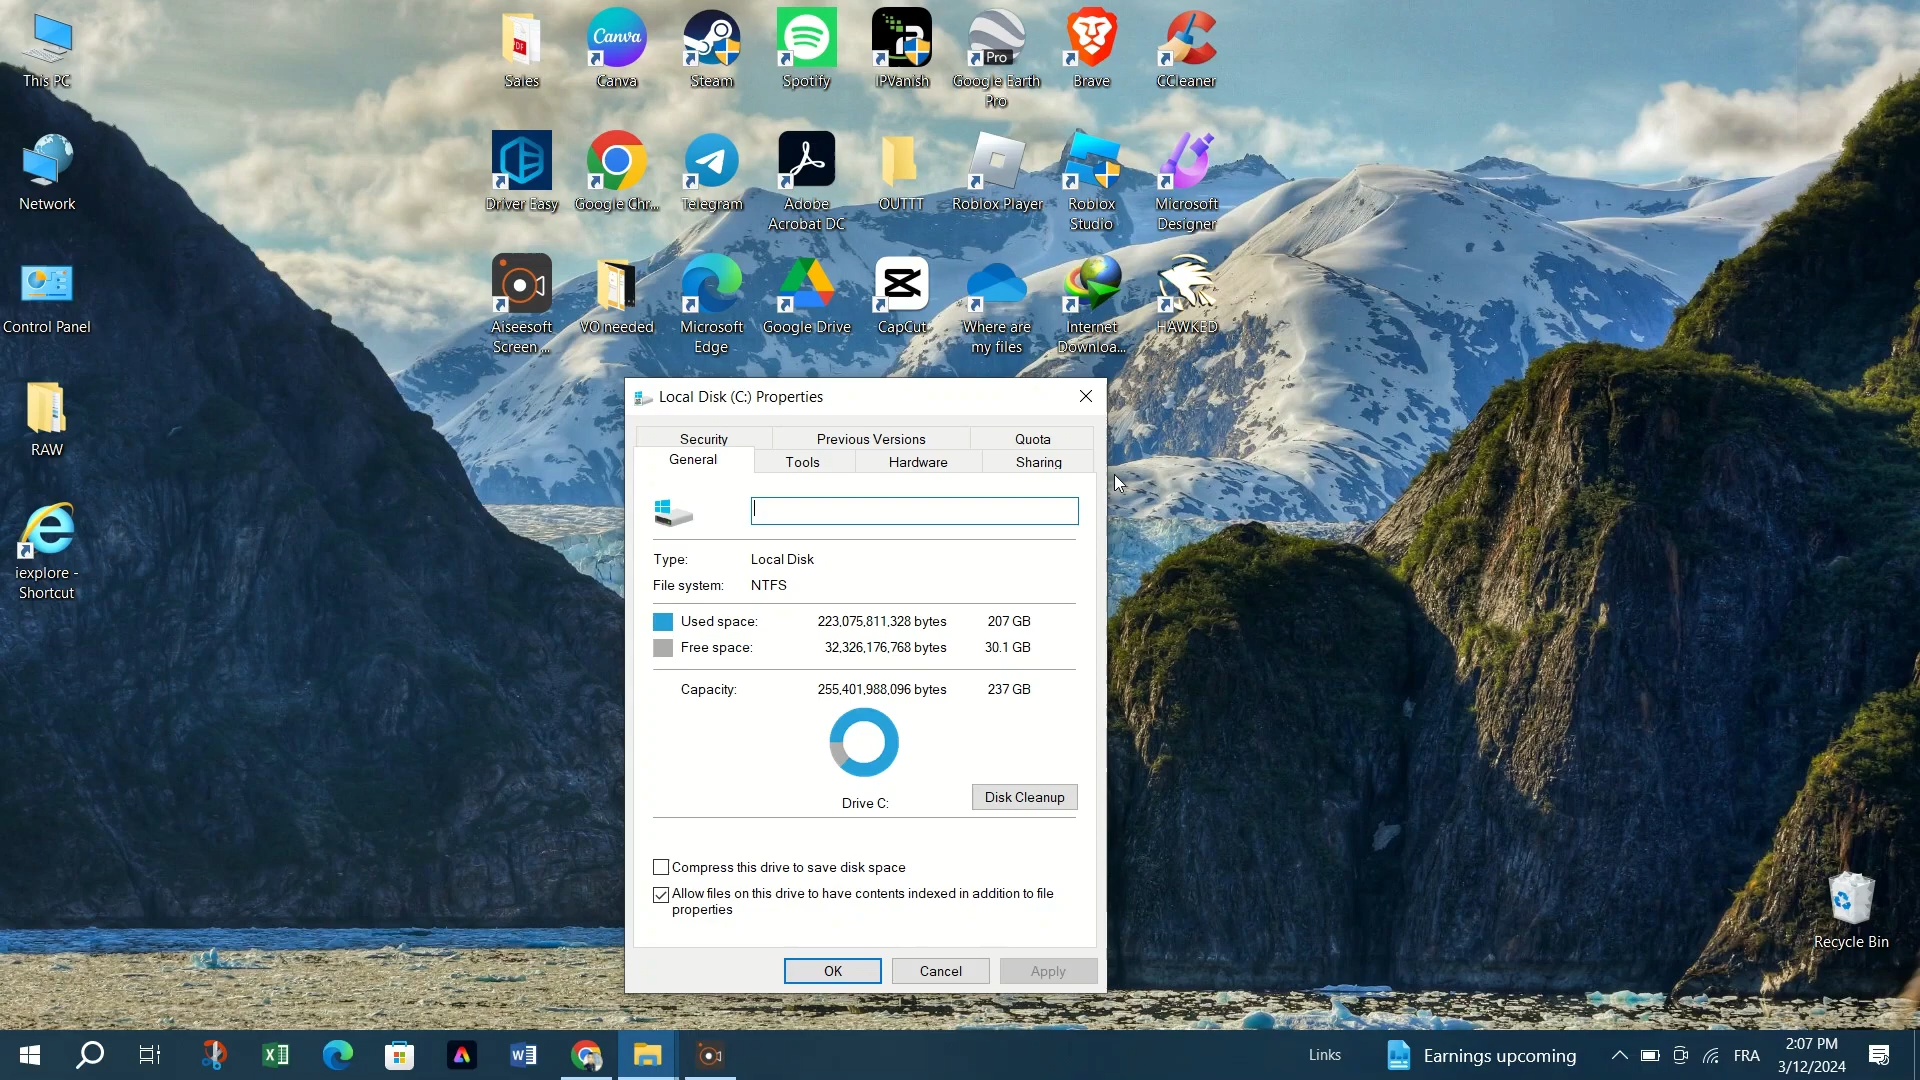 This PC
Sales
Canva
Steam
Spotify
IPVanish
Google Earth
Pro
Brave
CCleaner
Network
Driver Easy
Google Chr...
Telegram
Adobe
Acrobat DC
OUTTT
Roblox Player
Roblox
Studio
Microsoft
Designer
Control Panel
Aiseesoft
Screen ...
VO needed
Microsoft
Edge
Google Drive
CapCut
Where are
my files
Internet
Downloa...
HAWKED
RAW
iexplore -
Shortcut
Recycle Bin
Canva
Pro
PDF
Local Disk (C:) Properties
Security
Previous Versions
Quota
General
Tools
Hardware
Sharing
Type: Local Disk
File system: NTFS
Used space: 223,075,811,328 bytes 207 GB
Free space: 32,326,176,768 bytes 30.1 GB
Capacity: 255,401,988,096 bytes 237 GB
Drive C:
Disk Cleanup
Compress this drive to save disk space
Allow files on this drive to have contents indexed in addition to file
properties
OK
Cancel
Apply
Links
Earnings upcoming
FRA
2:07 PM
3/12/2024